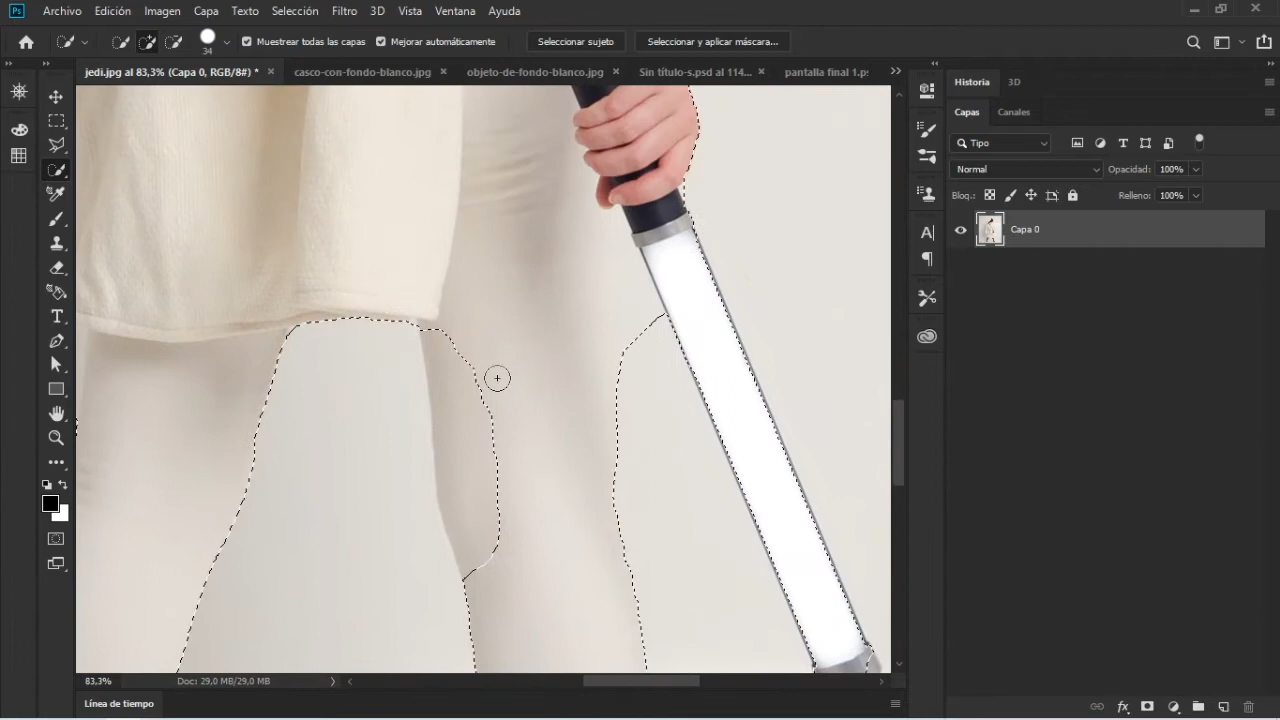 Ps Archivo Edición Imagen Capa Texto Selección Filtro 3D Vista Ventana Ayuda
34 Muestrear todas las capas Mejorar automáticamente Seleccionar sujeto Seleccionar y aplicar máscara...
jedi.jpg al 83,3% (Capa 0, RGB/8#) * casco-con-fondo-blanco.jpg objeto-de-fondo-blanco.jpg Sin título-s.psd al 114... pantalla final 1.ps
Historia 3D
Capas Canales
Tipo
Normal Opacidad: 100%
Bloq.: Relleno: 100%
Capa 0
83,3% Doc: 29,0 MB/29,0 MB
Línea de tiempo